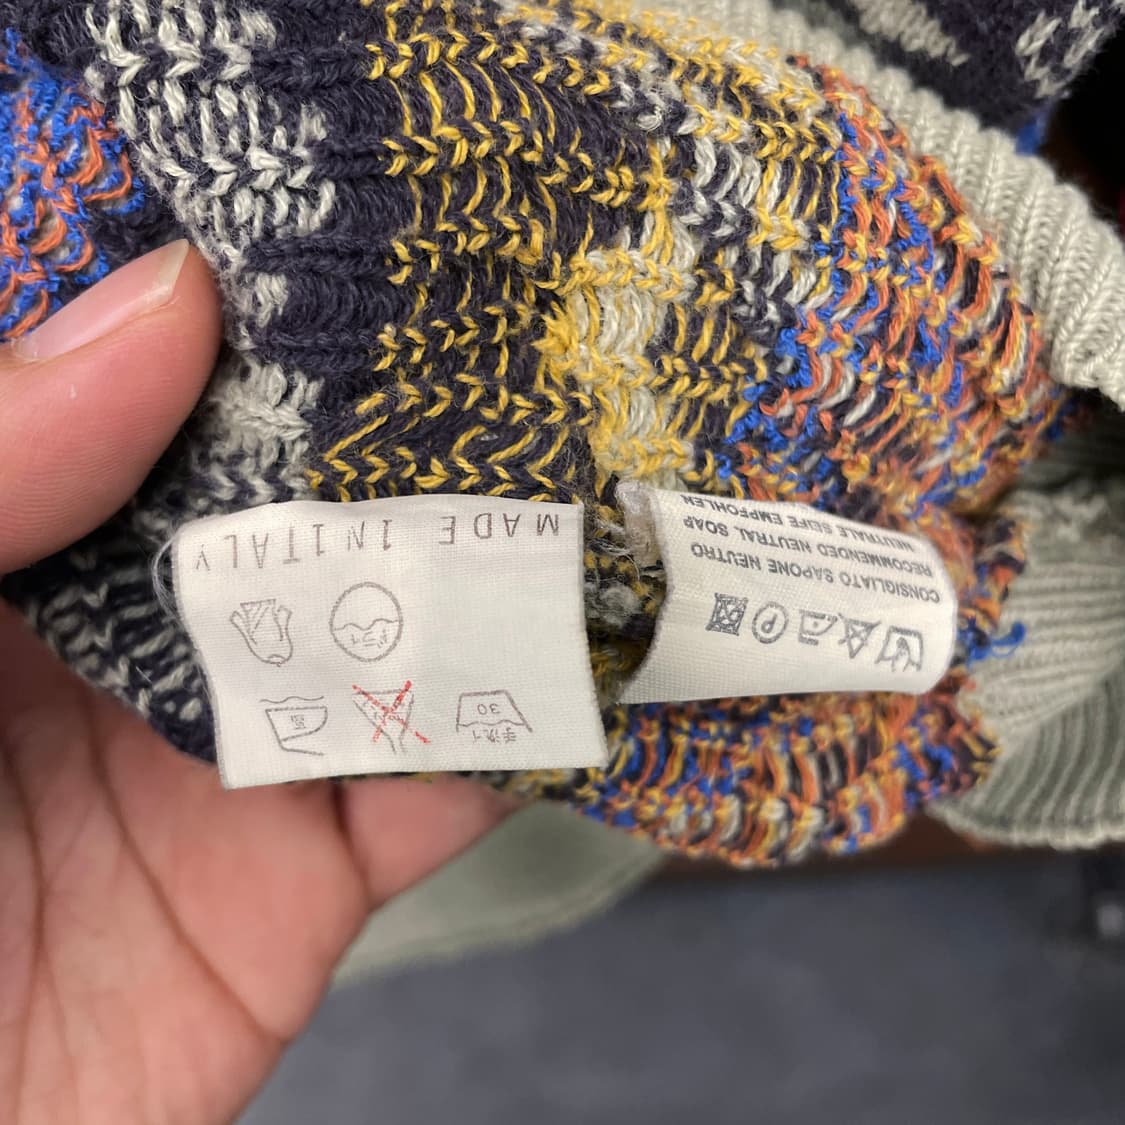 MADE IN ITALY
手洗イ
30
中
ドライ
CONSIGLIATO SAPONE NEUTRO
RECOMMENDED NEUTRAL SOAP
NEUTRALE SEIFE EMPFOHLEN
P